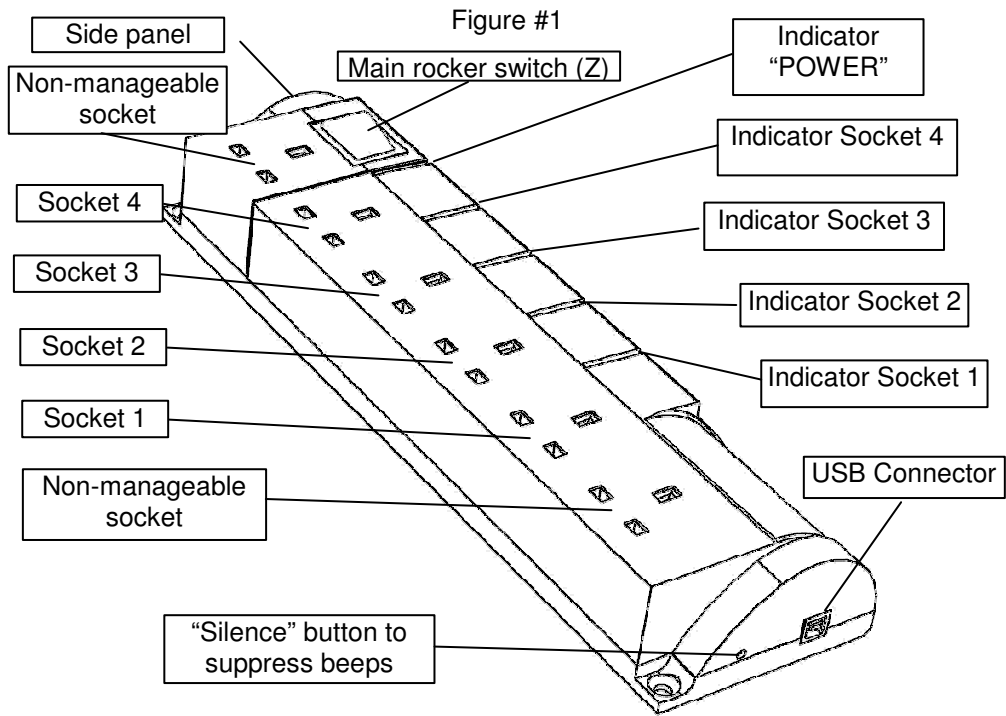 Figure #1
Side panel
Main rocker switch (Z)
Indicator
“POWER”
Non-manageable
socket
Indicator Socket 4
Socket 4
Indicator Socket 3
Socket 3
Indicator Socket 2
Socket 2
Indicator Socket 1
Socket 1
USB Connector
Non-manageable
socket
“Silence” button to
suppress beeps